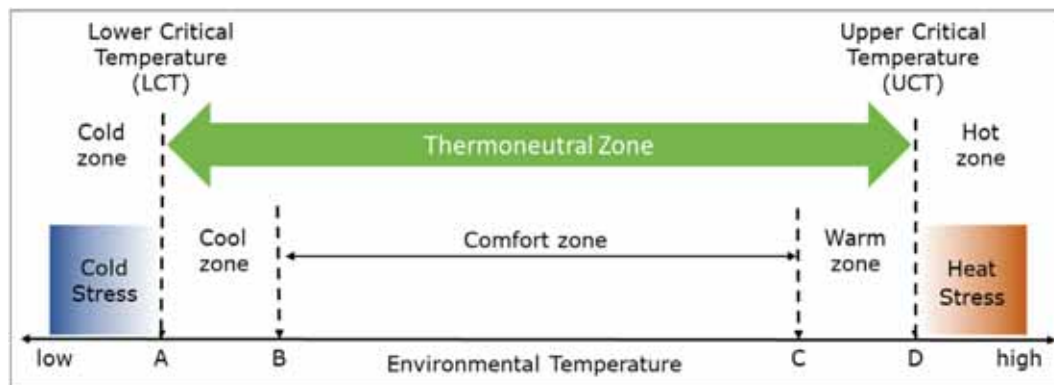 Lower Critical
Temperature
(LCT)
Upper Critical
Temperature
(UCT)
Cold
zone
Thermoneutral Zone
Hot
zone
Cold
Stress
Cool
zone
Comfort zone
Warm
zone
Heat
Stress
low
A
B
Environmental Temperature
C
D
high